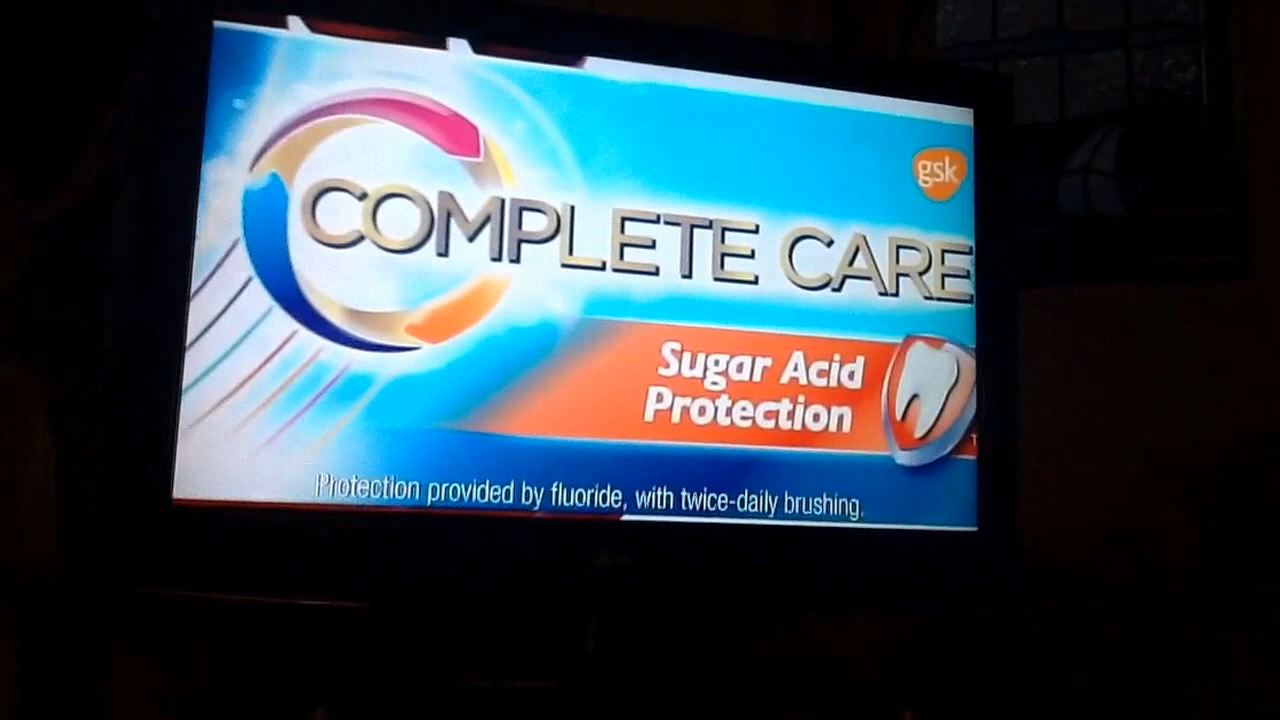 gsk
COMPLETE CARE
Sugar Acid
Protection
Protection provided by fluoride, with twice-daily brushing.